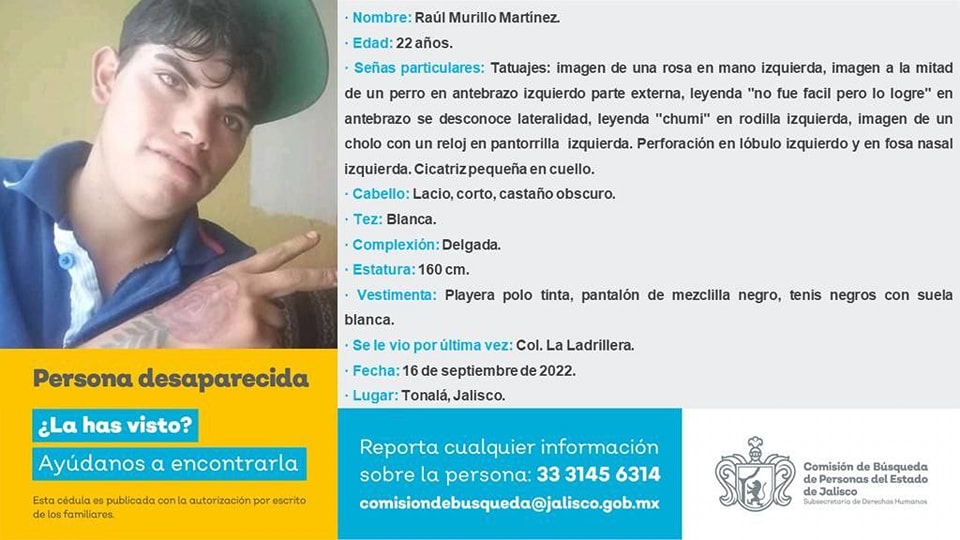 · Nombre: Raúl Murillo Martínez.
· Edad: 22 años.
· Señas particulares: Tatuajes: imagen de una rosa en mano izquierda, imagen a la mitad
de un perro en antebrazo izquierdo parte externa, leyenda "no fue facil pero lo logre" en
antebrazo se desconoce lateralidad, leyenda "chumi" en rodilla izquierda, imagen de un
cholo con un reloj en pantorrilla izquierda. Perforación en lóbulo izquierdo y en fosa nasal
izquierda. Cicatriz pequeña en cuello.
· Cabello: Lacio, corto, castaño obscuro.
· Tez: Blanca.
· Complexión: Delgada.
· Estatura: 160 cm.
· Vestimenta: Playera polo tinta, pantalón de mezclilla negro, tenis negros con suela
blanca.
· Se le vio por última vez: Col. La Ladrillera.
· Fecha: 16 de septiembre de 2022.
· Lugar: Tonalá, Jalisco.
Persona desaparecida
¿La has visto?
Ayúdanos a encontrarla
Esta cédula es publicada con la autorización por escrito
de los familiares.
Reporta cualquier información
sobre la persona: 33 3145 6314
comisiondebusqueda@jalisco.gob.mx
Comisión de Búsqueda
de Personas del Estado
de Jalisco
Subsecretaría de Derechos Humanos